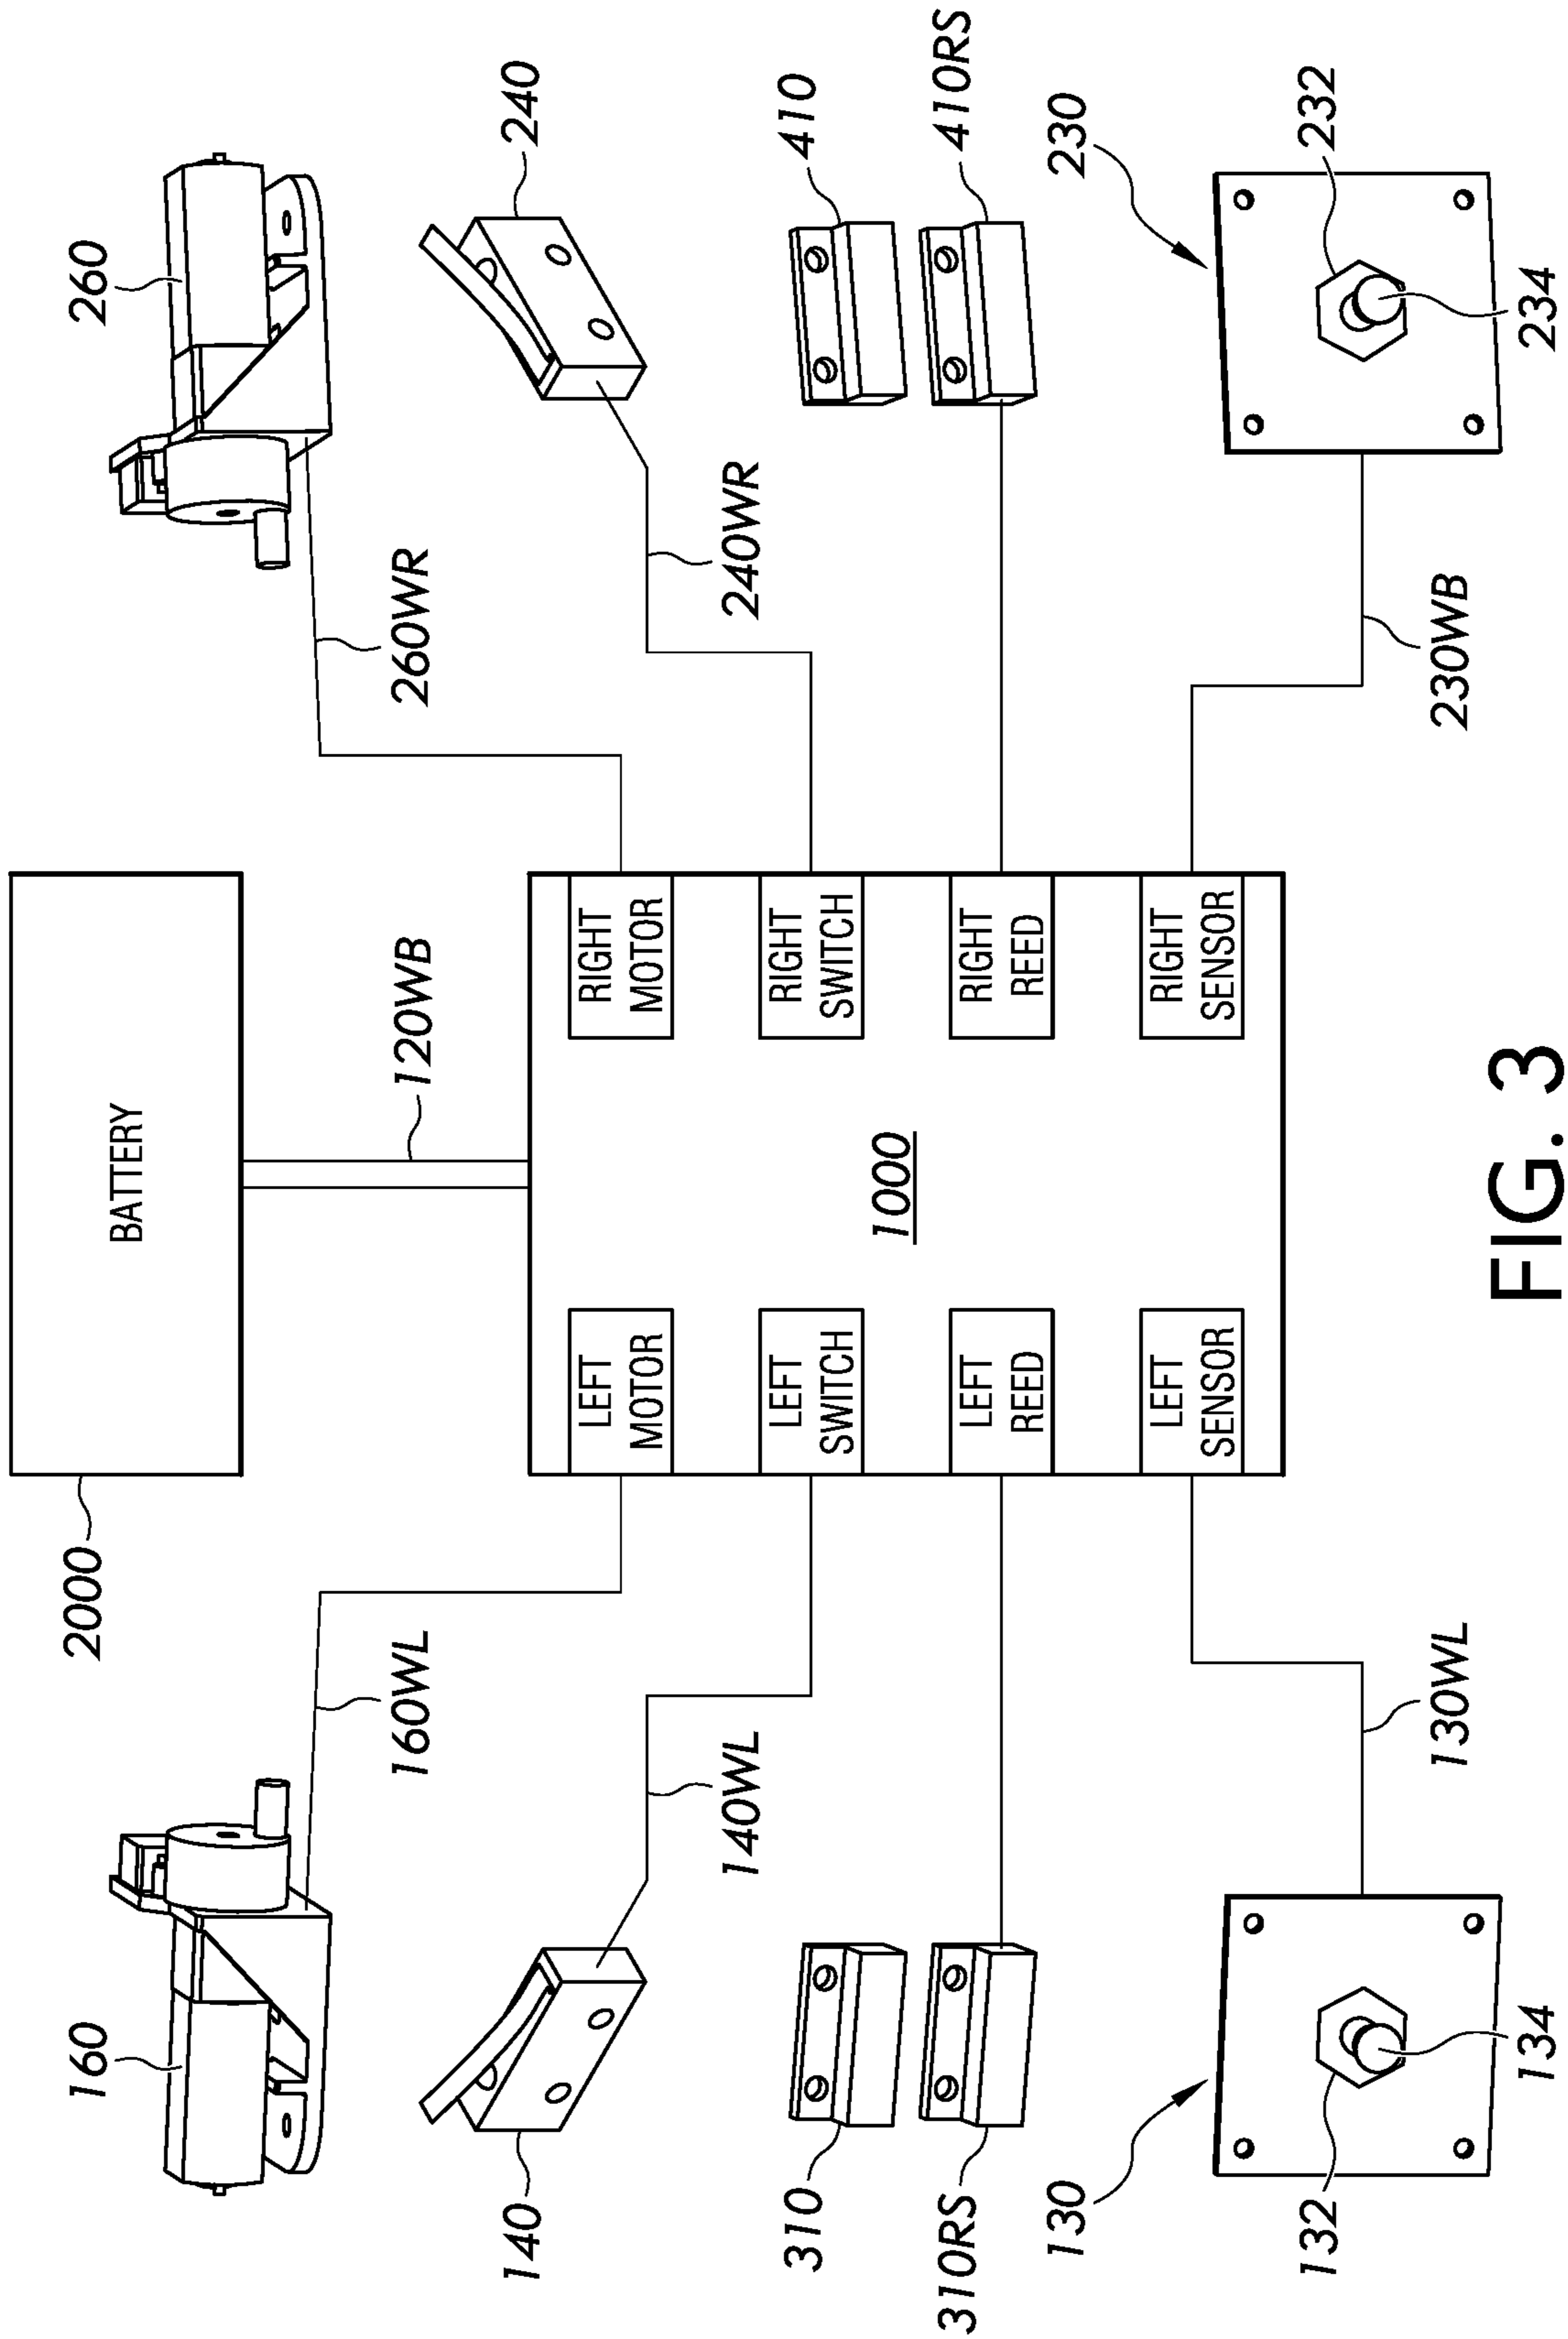 2000
BATTERY
160
260
160WL
120WB
260WR
140
240
140WL
240WR
LEFT
MOTOR
RIGHT
MOTOR
LEFT
SWITCH
RIGHT
SWITCH
1000
310
410
LEFT
REED
RIGHT
REED
310RS
410RS
130
230
LEFT
SENSOR
RIGHT
SENSOR
132
232
130WL
230WB
134
234
FIG. 3